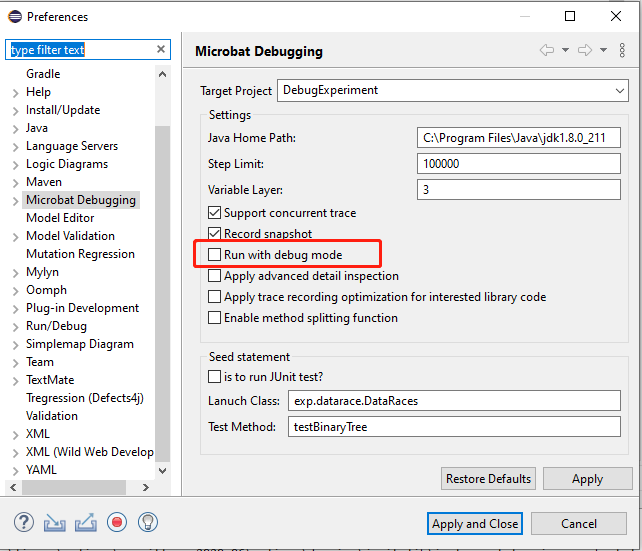 Preferences
type filter text
Gradle
Help
Install/Update
Java
Language Servers
Logic Diagrams
Maven
Microbat Debugging
Model Editor
Model Validation
Mutation Regression
Mylyn
Oomph
Plug-in Development
Run/Debug
Simplemap Diagram
Team
TextMate
Tregression (Defects4j)
Validation
XML
XML (Wild Web Develop
YAML
Microbat Debugging
Target Project DebugExperiment
Settings
Java Home Path: C:\Program Files\Java\jdk1.8.0_211
Step Limit: 100000
Variable Layer: 3
Support concurrent trace
Record snapshot
Run with debug mode
Apply advanced detail inspection
Apply trace recording optimization for interested library code
Enable method splitting function
Seed statement
is to run JUnit test?
Lanuch Class: exp.datarace.DataRaces
Test Method: testBinaryTree
Restore Defaults Apply
Apply and Close Cancel